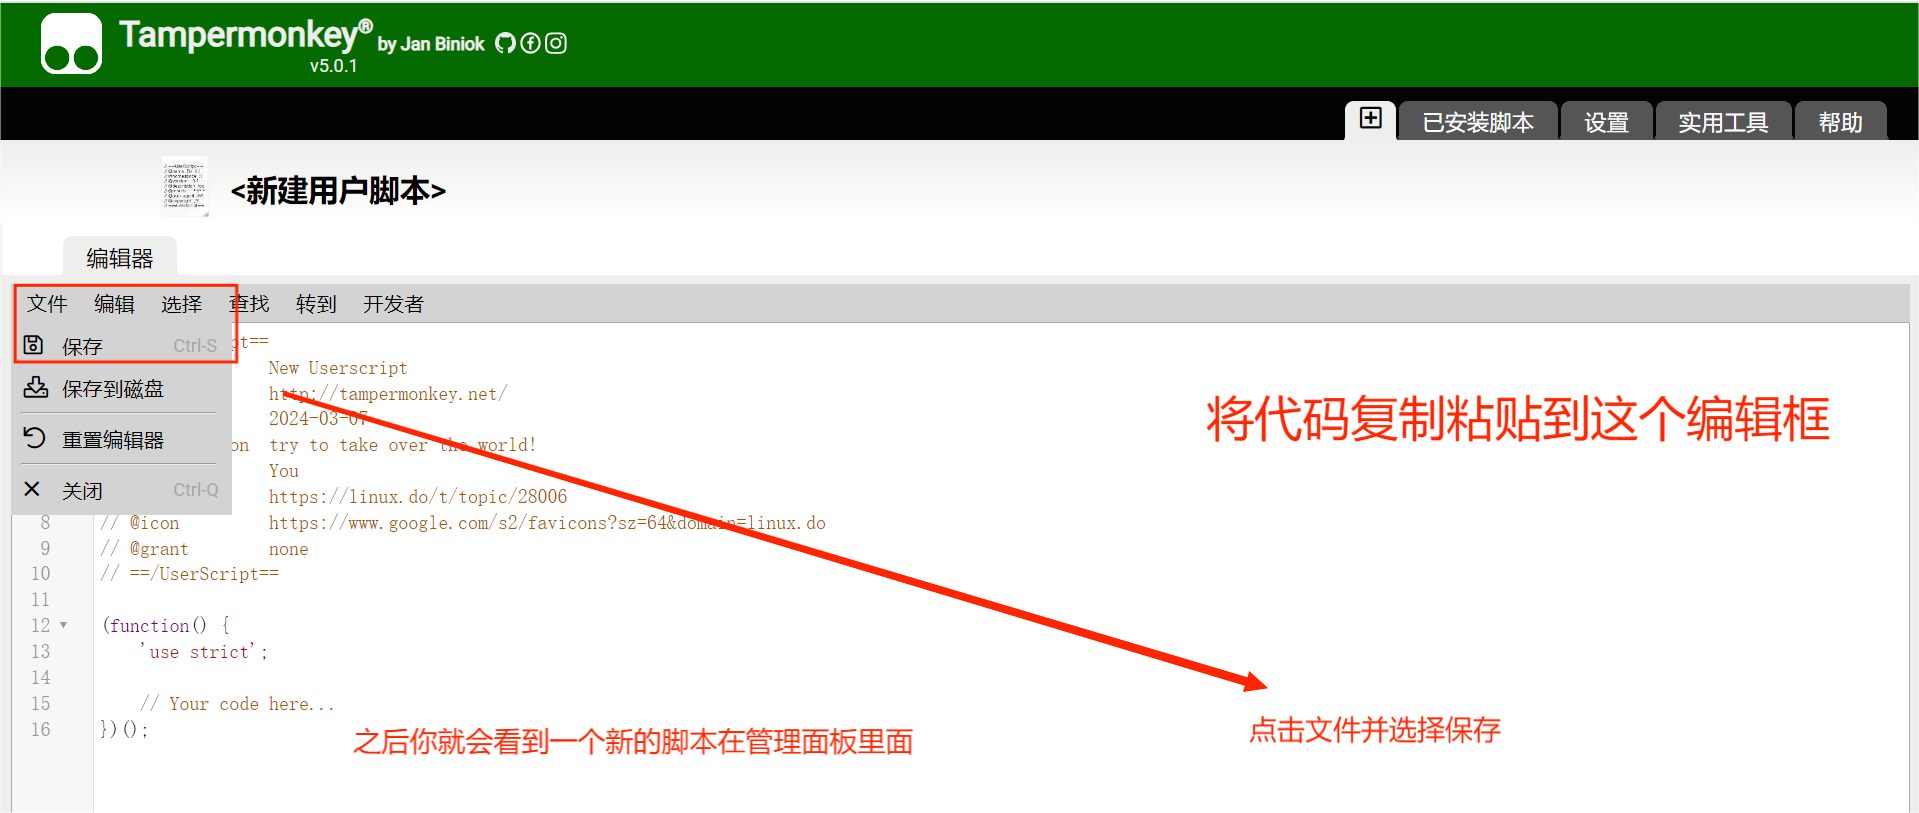 Tampermonkey® by Jan Biniok
v5.0.1
已安装脚本 设置 实用工具 帮助
<新建用户脚本>
编辑器
文件 编辑 选择 查找 转到 开发者
保存 Ctrl-S
pt==
New Userscript
http://tampermonkey.net/
保存到磁盘
2024-03-07
重置编辑器
on try to take over the world!
You
关闭 Ctrl-Q
https://linux.do/t/topic/28006
8 // @icon https://www.google.com/s2/favicons?sz=64&domain=linux.do
9 // @grant none
10 // ==/UserScript==
11
12 (function() {
13 'use strict';
14
15 // Your code here...
16 })();
将代码复制粘贴到这个编辑框
点击文件并选择保存
之后你就会看到一个新的脚本在管理面板里面